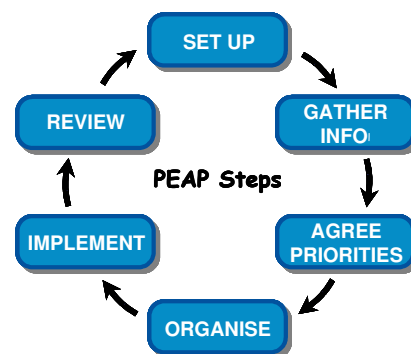 SET UP
GATHER
INFO
PEAP Steps
AGREE
PRIORITIES
ORGANISE
IMPLEMENT
REVIEW